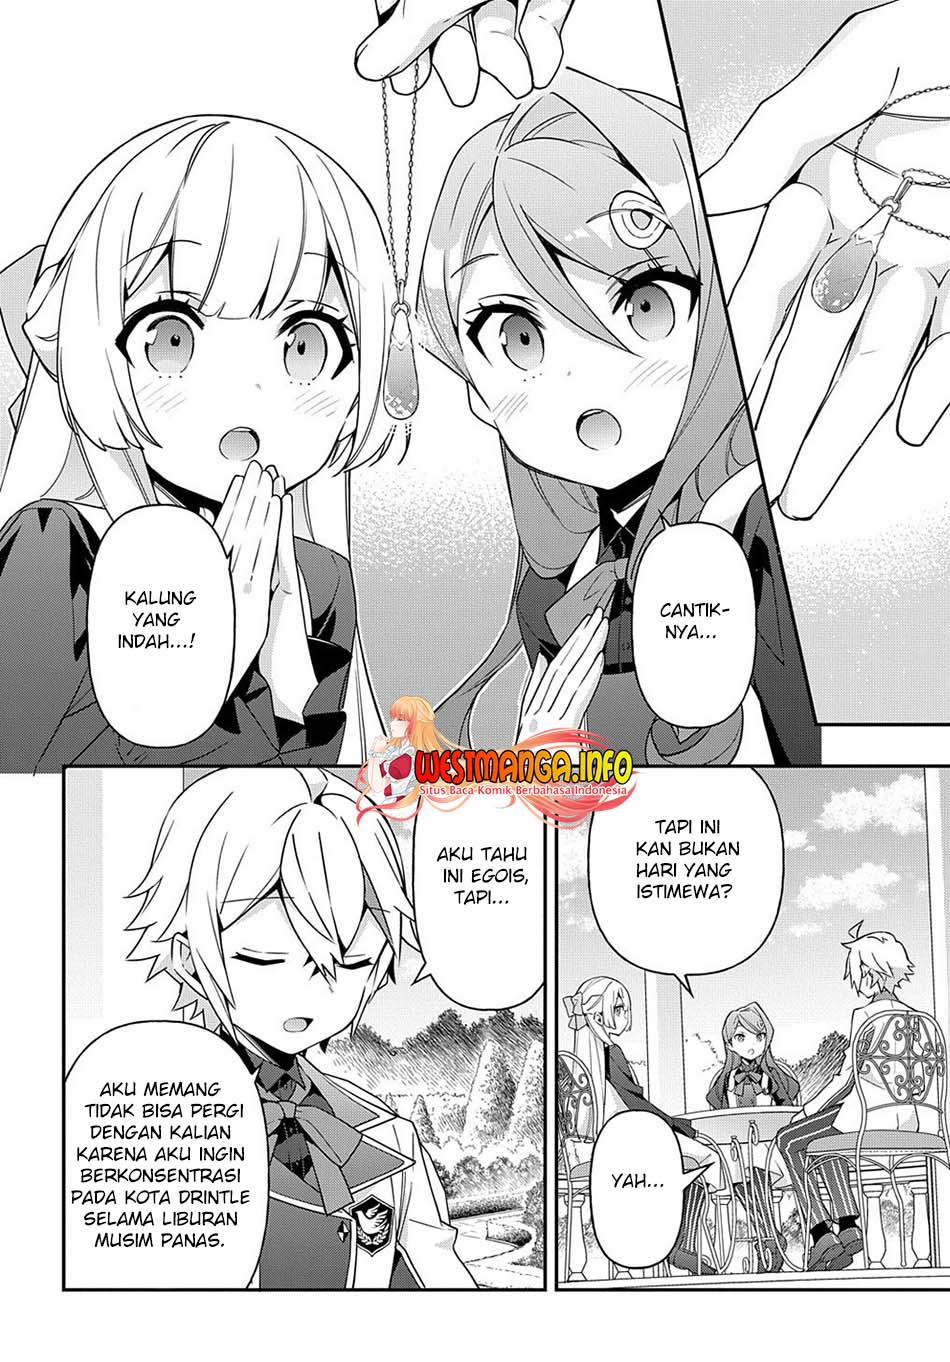 CANTIK-
NYA...
KALUNG
YANG
INDAH...!
WESTMANGA.INFO
Situs Baca Komik Berbahasa Indonesia
TAPI INI
KAN BUKAN
HARI YANG
ISTIMEWA?
YAH...
AKU TAHU
INI EGOIS,
TAPI...
AKU MEMANG
TIDAK BISA PERGI
DENGAN KALIAN
KARENA AKU INGIN
BERKONSENTRASI
PADA KOTA DRINTLE
SELAMA LIBURAN
MUSIM PANAS.